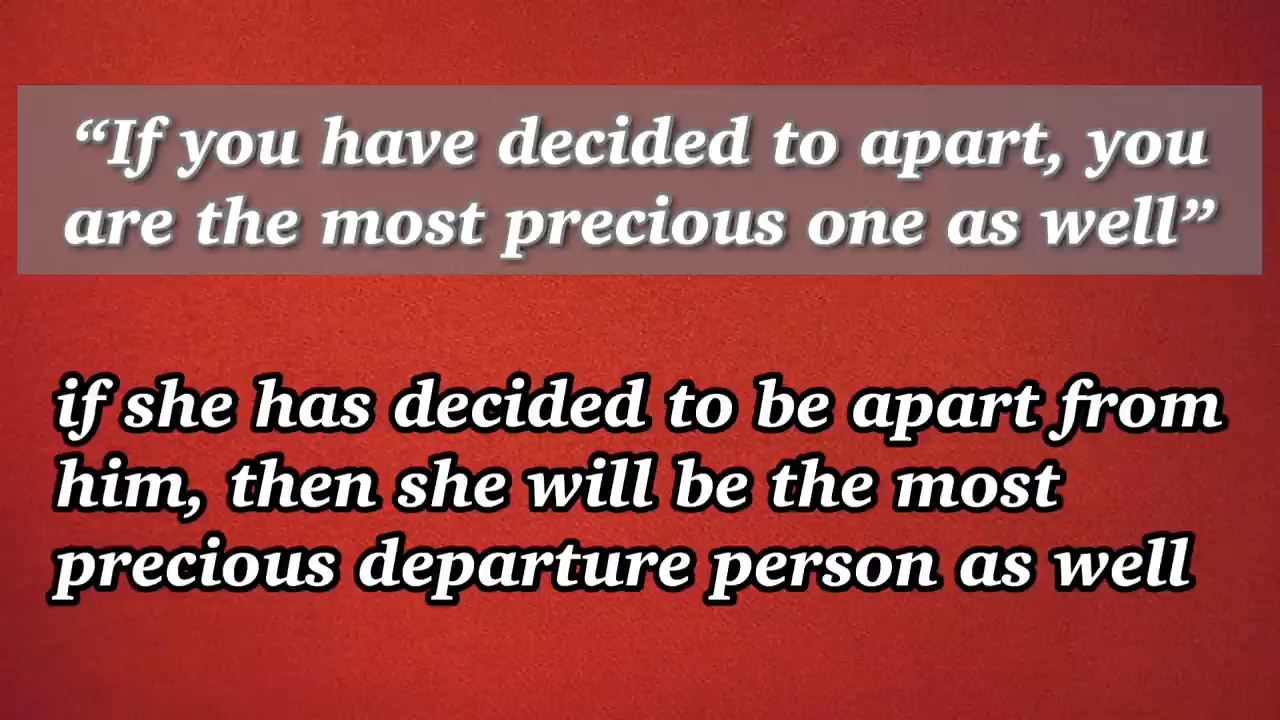 “If you have decided to apart, you
are the most precious one as well”
if she has decided to be apart from
him, then she will be the most
precious departure person as well